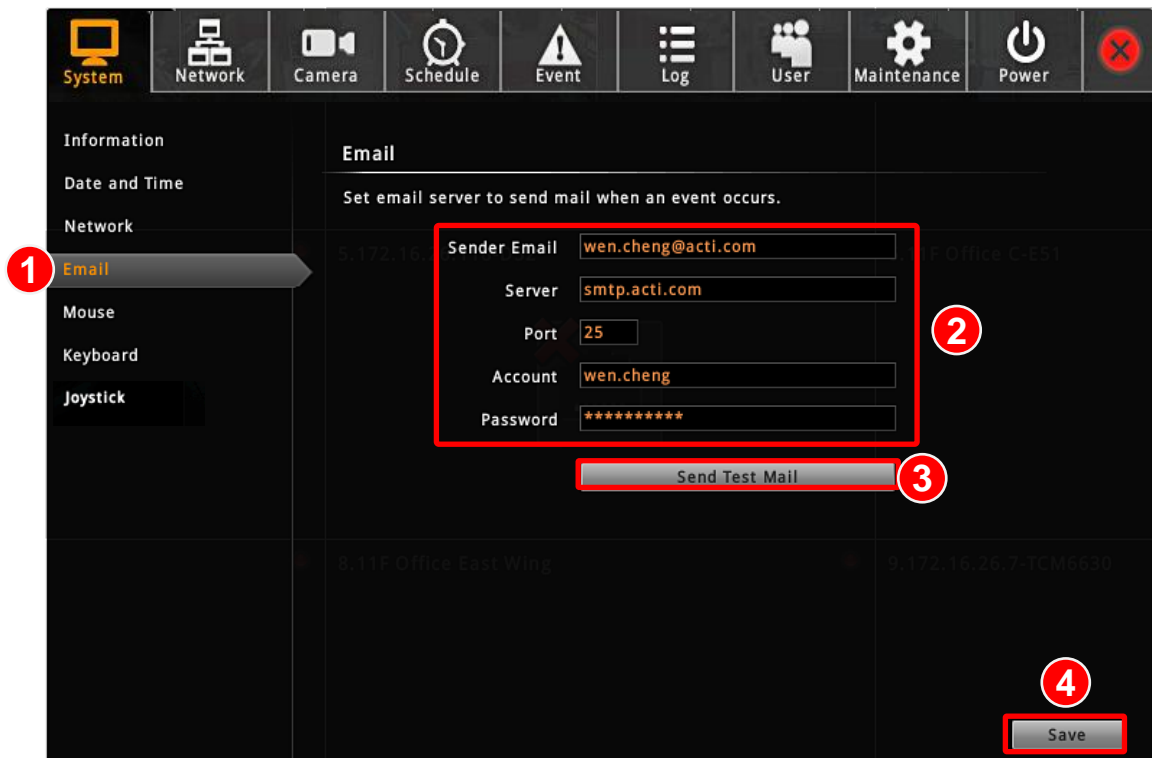 System Network Camera Schedule Event Log User Maintenance Power
Information
Email
Date and Time
Set email server to send mail when an event occurs.
Network
Sender Email wen.cheng@acti.com
1
Email
Server smtp.acti.com
Mouse
Port 25
2
Keyboard
Account wen.cheng
Joystick
Password **********
Send Test Mail
3
8.11F Office East Wing
9.172.16.26.7-TCM6630
4
Save